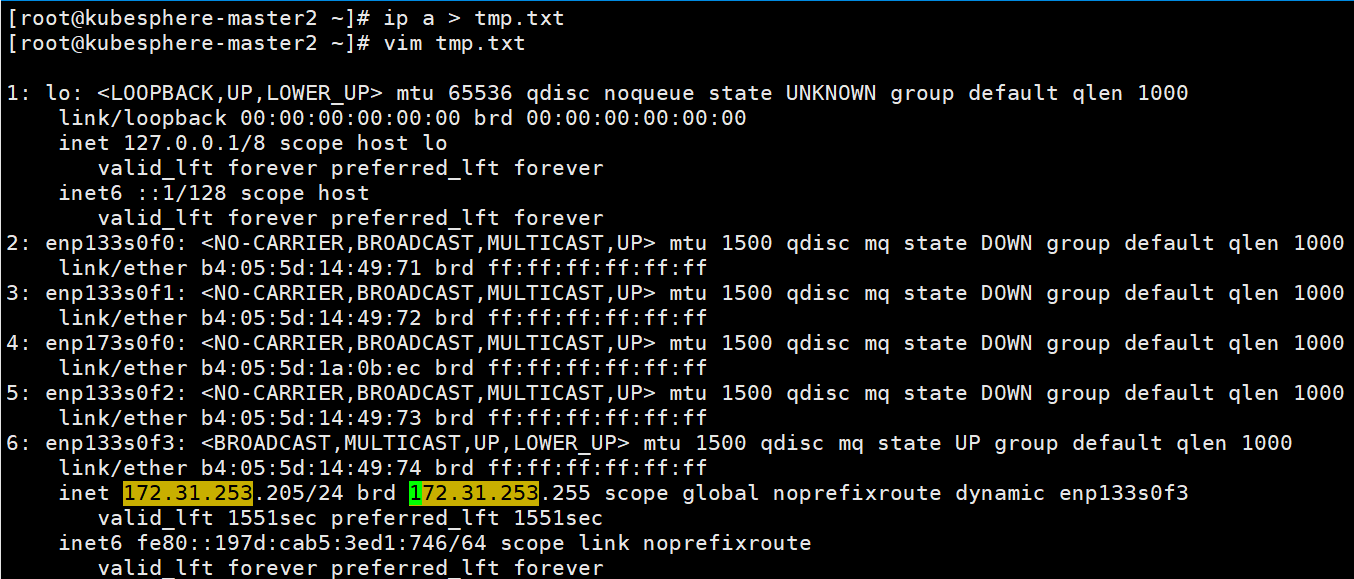 [root@kubesphere-master2 ~]# ip a > tmp.txt
[root@kubesphere-master2 ~]# vim tmp.txt
1: lo: <LOOPBACK,UP,LOWER_UP> mtu 65536 qdisc noqueue state UNKNOWN group default qlen 1000
    link/loopback 00:00:00:00:00:00 brd 00:00:00:00:00:00
    inet 127.0.0.1/8 scope host lo
       valid_lft forever preferred_lft forever
    inet6 ::1/128 scope host
       valid_lft forever preferred_lft forever
2: enp133s0f0: <NO-CARRIER,BROADCAST,MULTICAST,UP> mtu 1500 qdisc mq state DOWN group default qlen 1000
    link/ether b4:05:5d:14:49:71 brd ff:ff:ff:ff:ff:ff
3: enp133s0f1: <NO-CARRIER,BROADCAST,MULTICAST,UP> mtu 1500 qdisc mq state DOWN group default qlen 1000
    link/ether b4:05:5d:14:49:72 brd ff:ff:ff:ff:ff:ff
4: enp173s0f0: <NO-CARRIER,BROADCAST,MULTICAST,UP> mtu 1500 qdisc mq state DOWN group default qlen 1000
    link/ether b4:05:5d:1a:0b:ec brd ff:ff:ff:ff:ff:ff
5: enp133s0f2: <NO-CARRIER,BROADCAST,MULTICAST,UP> mtu 1500 qdisc mq state DOWN group default qlen 1000
    link/ether b4:05:5d:14:49:73 brd ff:ff:ff:ff:ff:ff
6: enp133s0f3: <BROADCAST,MULTICAST,UP,LOWER_UP> mtu 1500 qdisc mq state UP group default qlen 1000
    link/ether b4:05:5d:14:49:74 brd ff:ff:ff:ff:ff:ff
    inet 172.31.253.205/24 brd 172.31.253.255 scope global noprefixroute dynamic enp133s0f3
       valid_lft 1551sec preferred_lft 1551sec
    inet6 fe80::197d:cab5:3ed1:746/64 scope link noprefixroute
       valid_lft forever preferred_lft forever